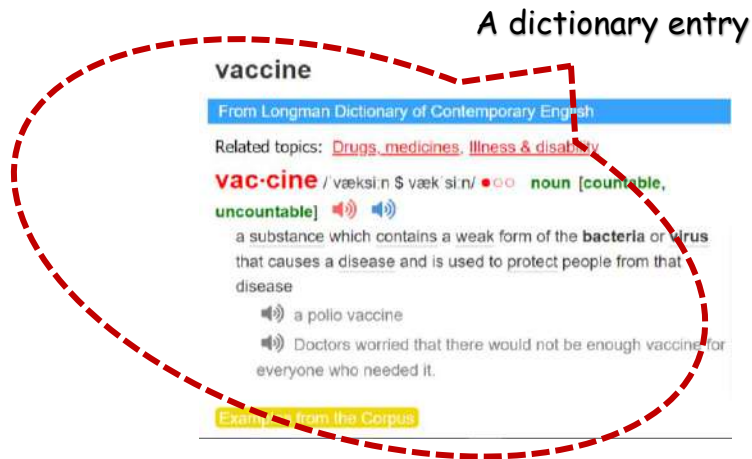 A dictionary entry
vaccine
From Longman Dictionary of Contemporary English
Related topics: Drugs, medicines, Illness & disability
vac·cine /ˈvæksiːn $ vækˈsiːn/ ●○○ noun [countable,
uncountable]
a substance which contains a weak form of the bacteria or virus
that causes a disease and is used to protect people from that
disease
a polio vaccine
Doctors worried that there would not be enough vaccine for
everyone who needed it.
Examples from the Corpus